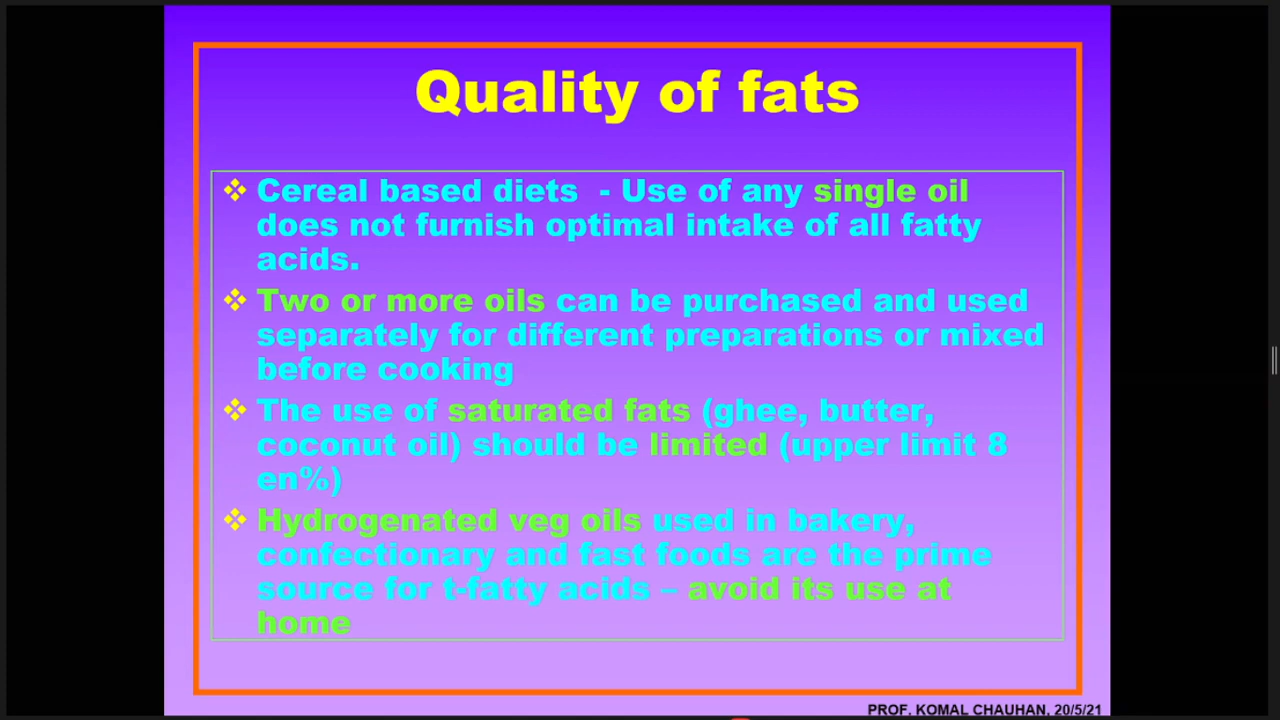 Quality of fats
Cereal based diets - Use of any single oil
does not furnish optimal intake of all fatty
acids.
Two or more oils can be purchased and used
separately for different preparations or mixed
before cooking
The use of saturated fats (ghee, butter,
coconut oil) should be limited (upper limit 8
en%)
Hydrogenated veg oils used in bakery,
confectionary and fast foods are the prime
source for t-fatty acids – avoid its use at
home
PROF. KOMAL CHAUHAN, 20/5/21